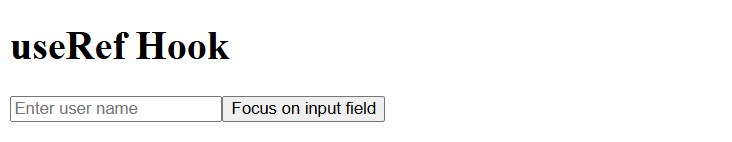 useRef Hook
Enter user name Focus on input field